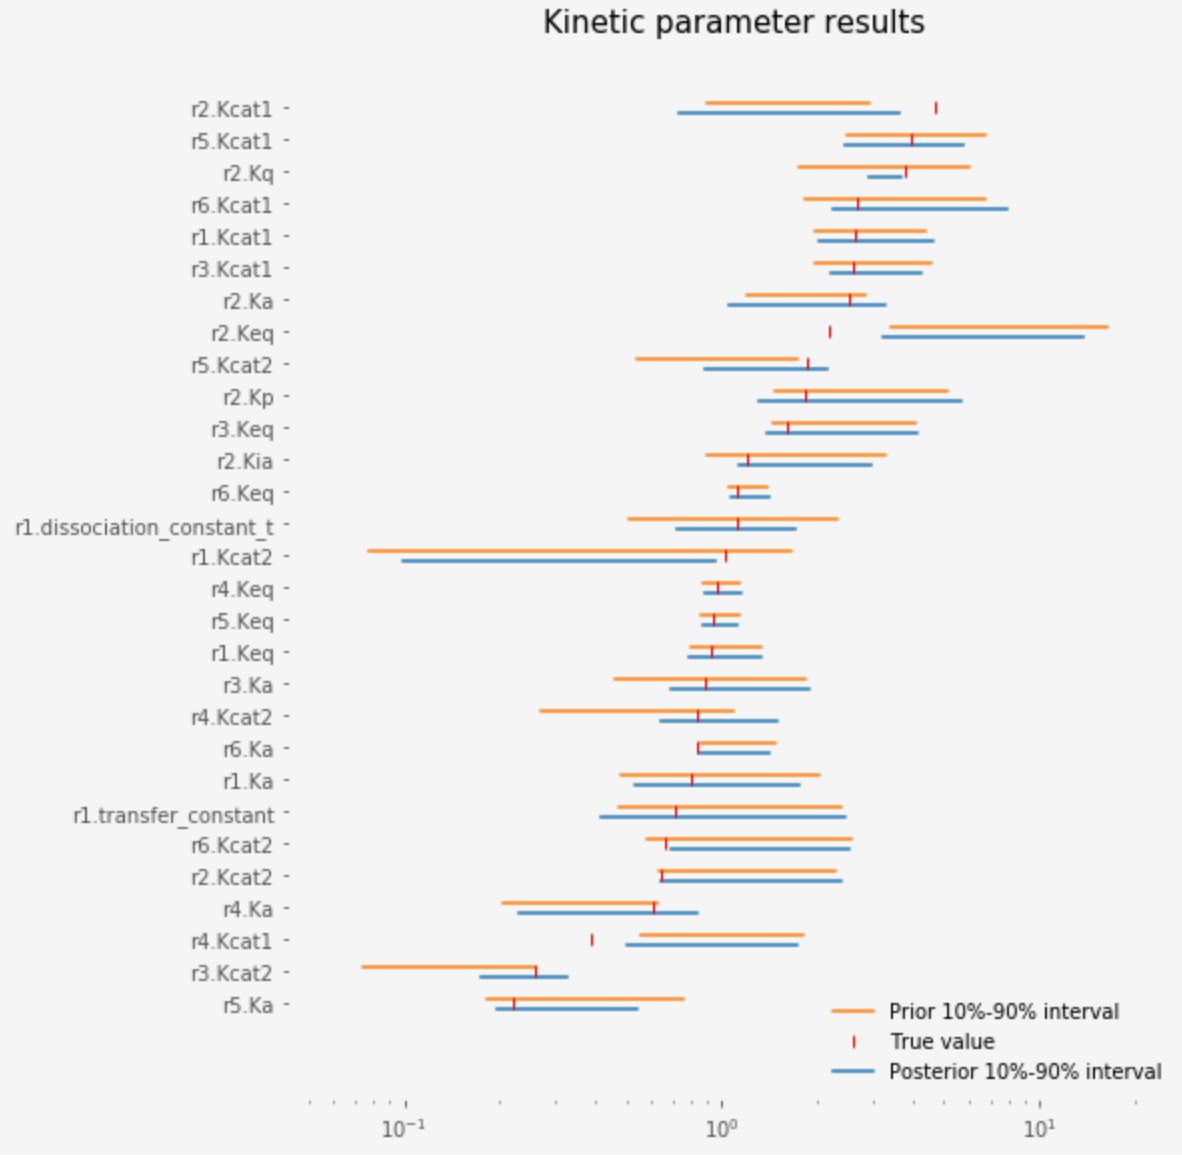 Kinetic parameter results
r2.Kcat1
r5.Kcat1
r2.Kq
r6.Kcat1
r1.Kcat1
r3.Kcat1
r2.Ka
r2.Keq
r5.Kcat2
r2.Kp
r3.Keq
r2.Kia
r6.Keq
r1.dissociation_constant_t
r1.Kcat2
r4.Keq
r5.Keq
r1.Keq
r3.Ka
r4.Kcat2
r6.Ka
r1.Ka
r1.transfer_constant
r6.Kcat2
r2.Kcat2
r4.Ka
r4.Kcat1
r3.Kcat2
r5.Ka
Prior 10%-90% interval
True value
Posterior 10%-90% interval
10⁻¹ 10⁰ 10¹